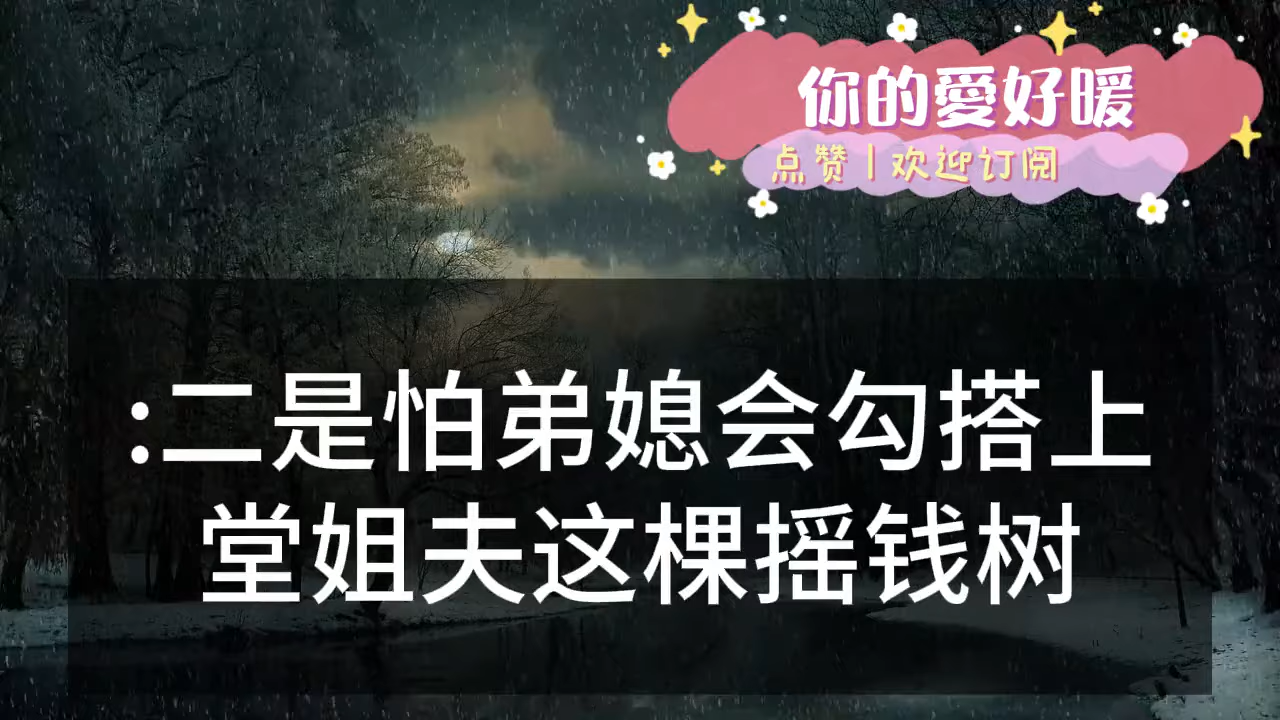 你的愛好暖
点赞 | 欢迎订阅
:二是怕弟媳会勾搭上
堂姐夫这棵摇钱树